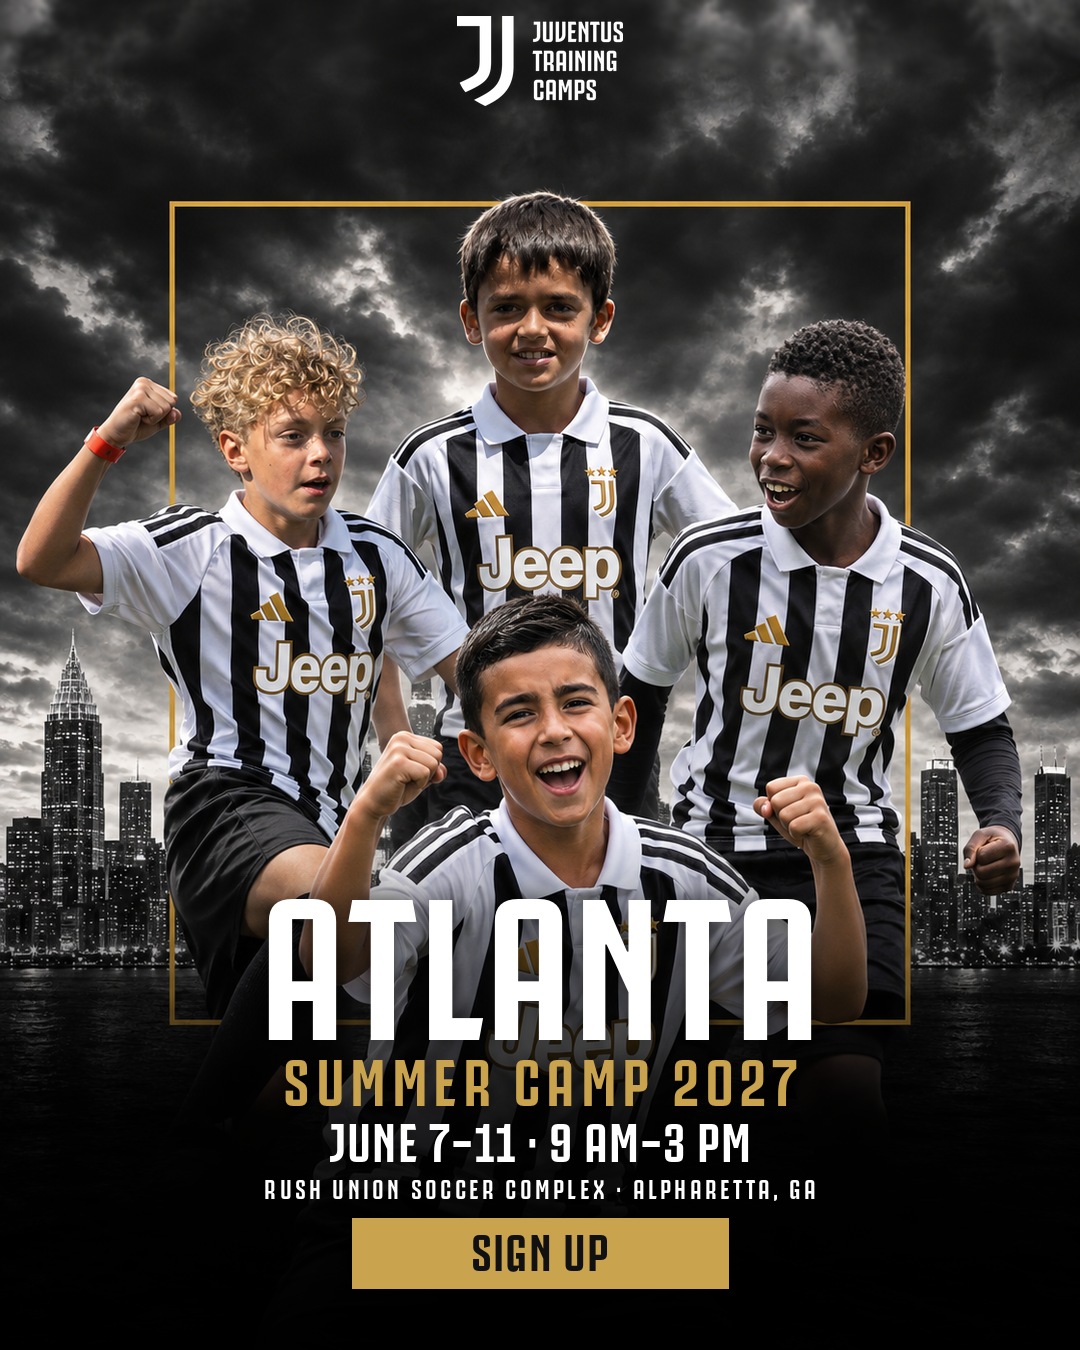 JUVENTUS
TRAINING
CAMPS
Jeep
Jeep
Jeep
Jeep
ATLANTA
SUMMER CAMP 2027
JUNE 7–11 · 9 AM–3 PM
RUSH UNION SOCCER COMPLEX · ALPHARETTA, GA
SIGN UP